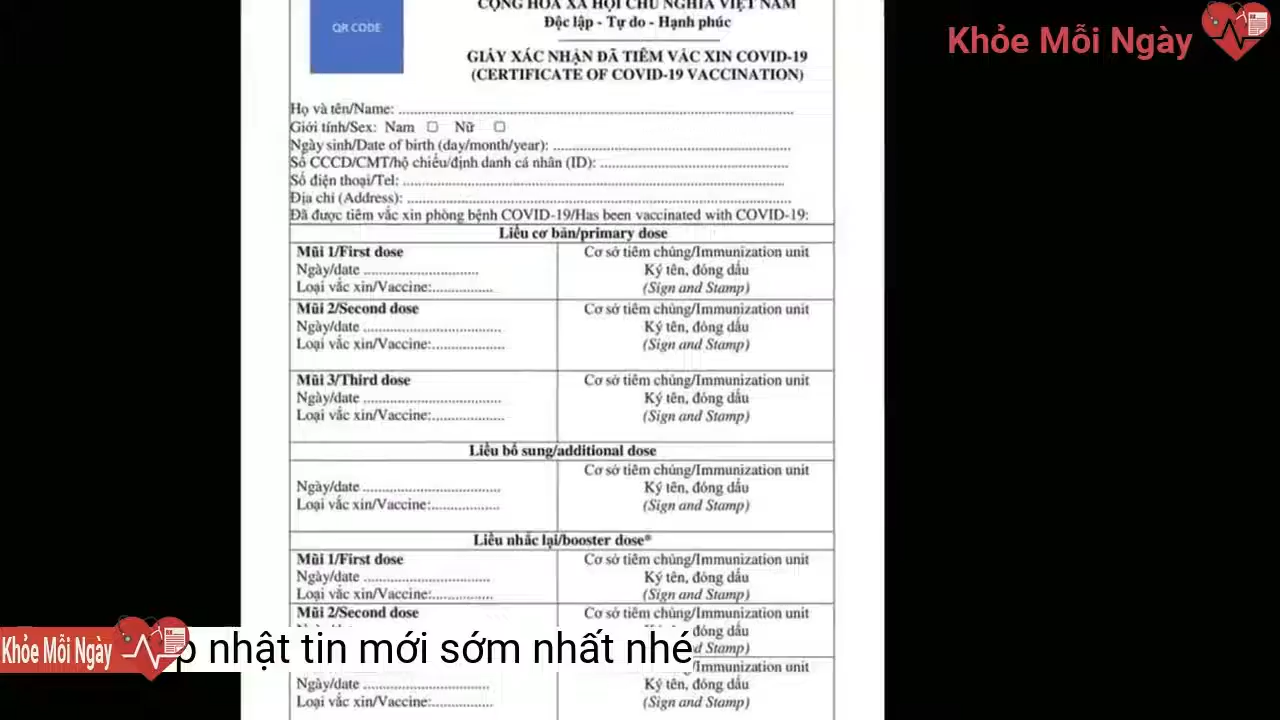 CỘNG HÒA XÃ HỘI CHỦ NGHĨA VIỆT NAM
QR CODE
Độc lập - Tự do - Hạnh phúc
Khỏe Mỗi Ngày
GIẤY XÁC NHẬN ĐÃ TIÊM VẮC XIN COVID-19
(CERTIFICATE OF COVID-19 VACCINATION)
Họ và tên/Name: ........................................
Giới tính/Sex: Nam ☐ Nữ ☐
Ngày sinh/Date of birth (day/month/year): ........................................
Số CCCD/CMT/hộ chiếu/định danh cá nhân (ID): ........................................
Số điện thoại/Tel: ........................................
Địa chỉ (Address): ........................................
Đã được tiêm vắc xin phòng bệnh COVID-19/Has been vaccinated with COVID-19:
Liều cơ bản/primary dose
Mũi 1/First dose Cơ sở tiêm chủng/Immunization unit
Ngày/date .............................. Ký tên, đóng dấu
Loại vắc xin/Vaccine:................ (Sign and Stamp)
Mũi 2/Second dose Cơ sở tiêm chủng/Immunization unit
Ngày/date .............................. Ký tên, đóng dấu
Loại vắc xin/Vaccine:................ (Sign and Stamp)
Mũi 3/Third dose Cơ sở tiêm chủng/Immunization unit
Ngày/date .............................. Ký tên, đóng dấu
Loại vắc xin/Vaccine:................ (Sign and Stamp)
Liều bổ sung/additional dose
Cơ sở tiêm chủng/Immunization unit
Ngày/date .............................. Ký tên, đóng dấu
Loại vắc xin/Vaccine:................ (Sign and Stamp)
Liều nhắc lại/booster dose*
Mũi 1/First dose Cơ sở tiêm chủng/Immunization unit
Ngày/date .............................. Ký tên, đóng dấu
Loại vắc xin/Vaccine:................ (Sign and Stamp)
Mũi 2/Second dose Cơ sở tiêm chủng/Immunization unit
đóng dấu
Stamp)
Khỏe Mỗi Ngày
nhật tin mới sớm nhất nhé
/Immunization unit
Ngày/date .............................. Ký tên, đóng dấu
Loại vắc xin/Vaccine:................ (Sign and Stamp)